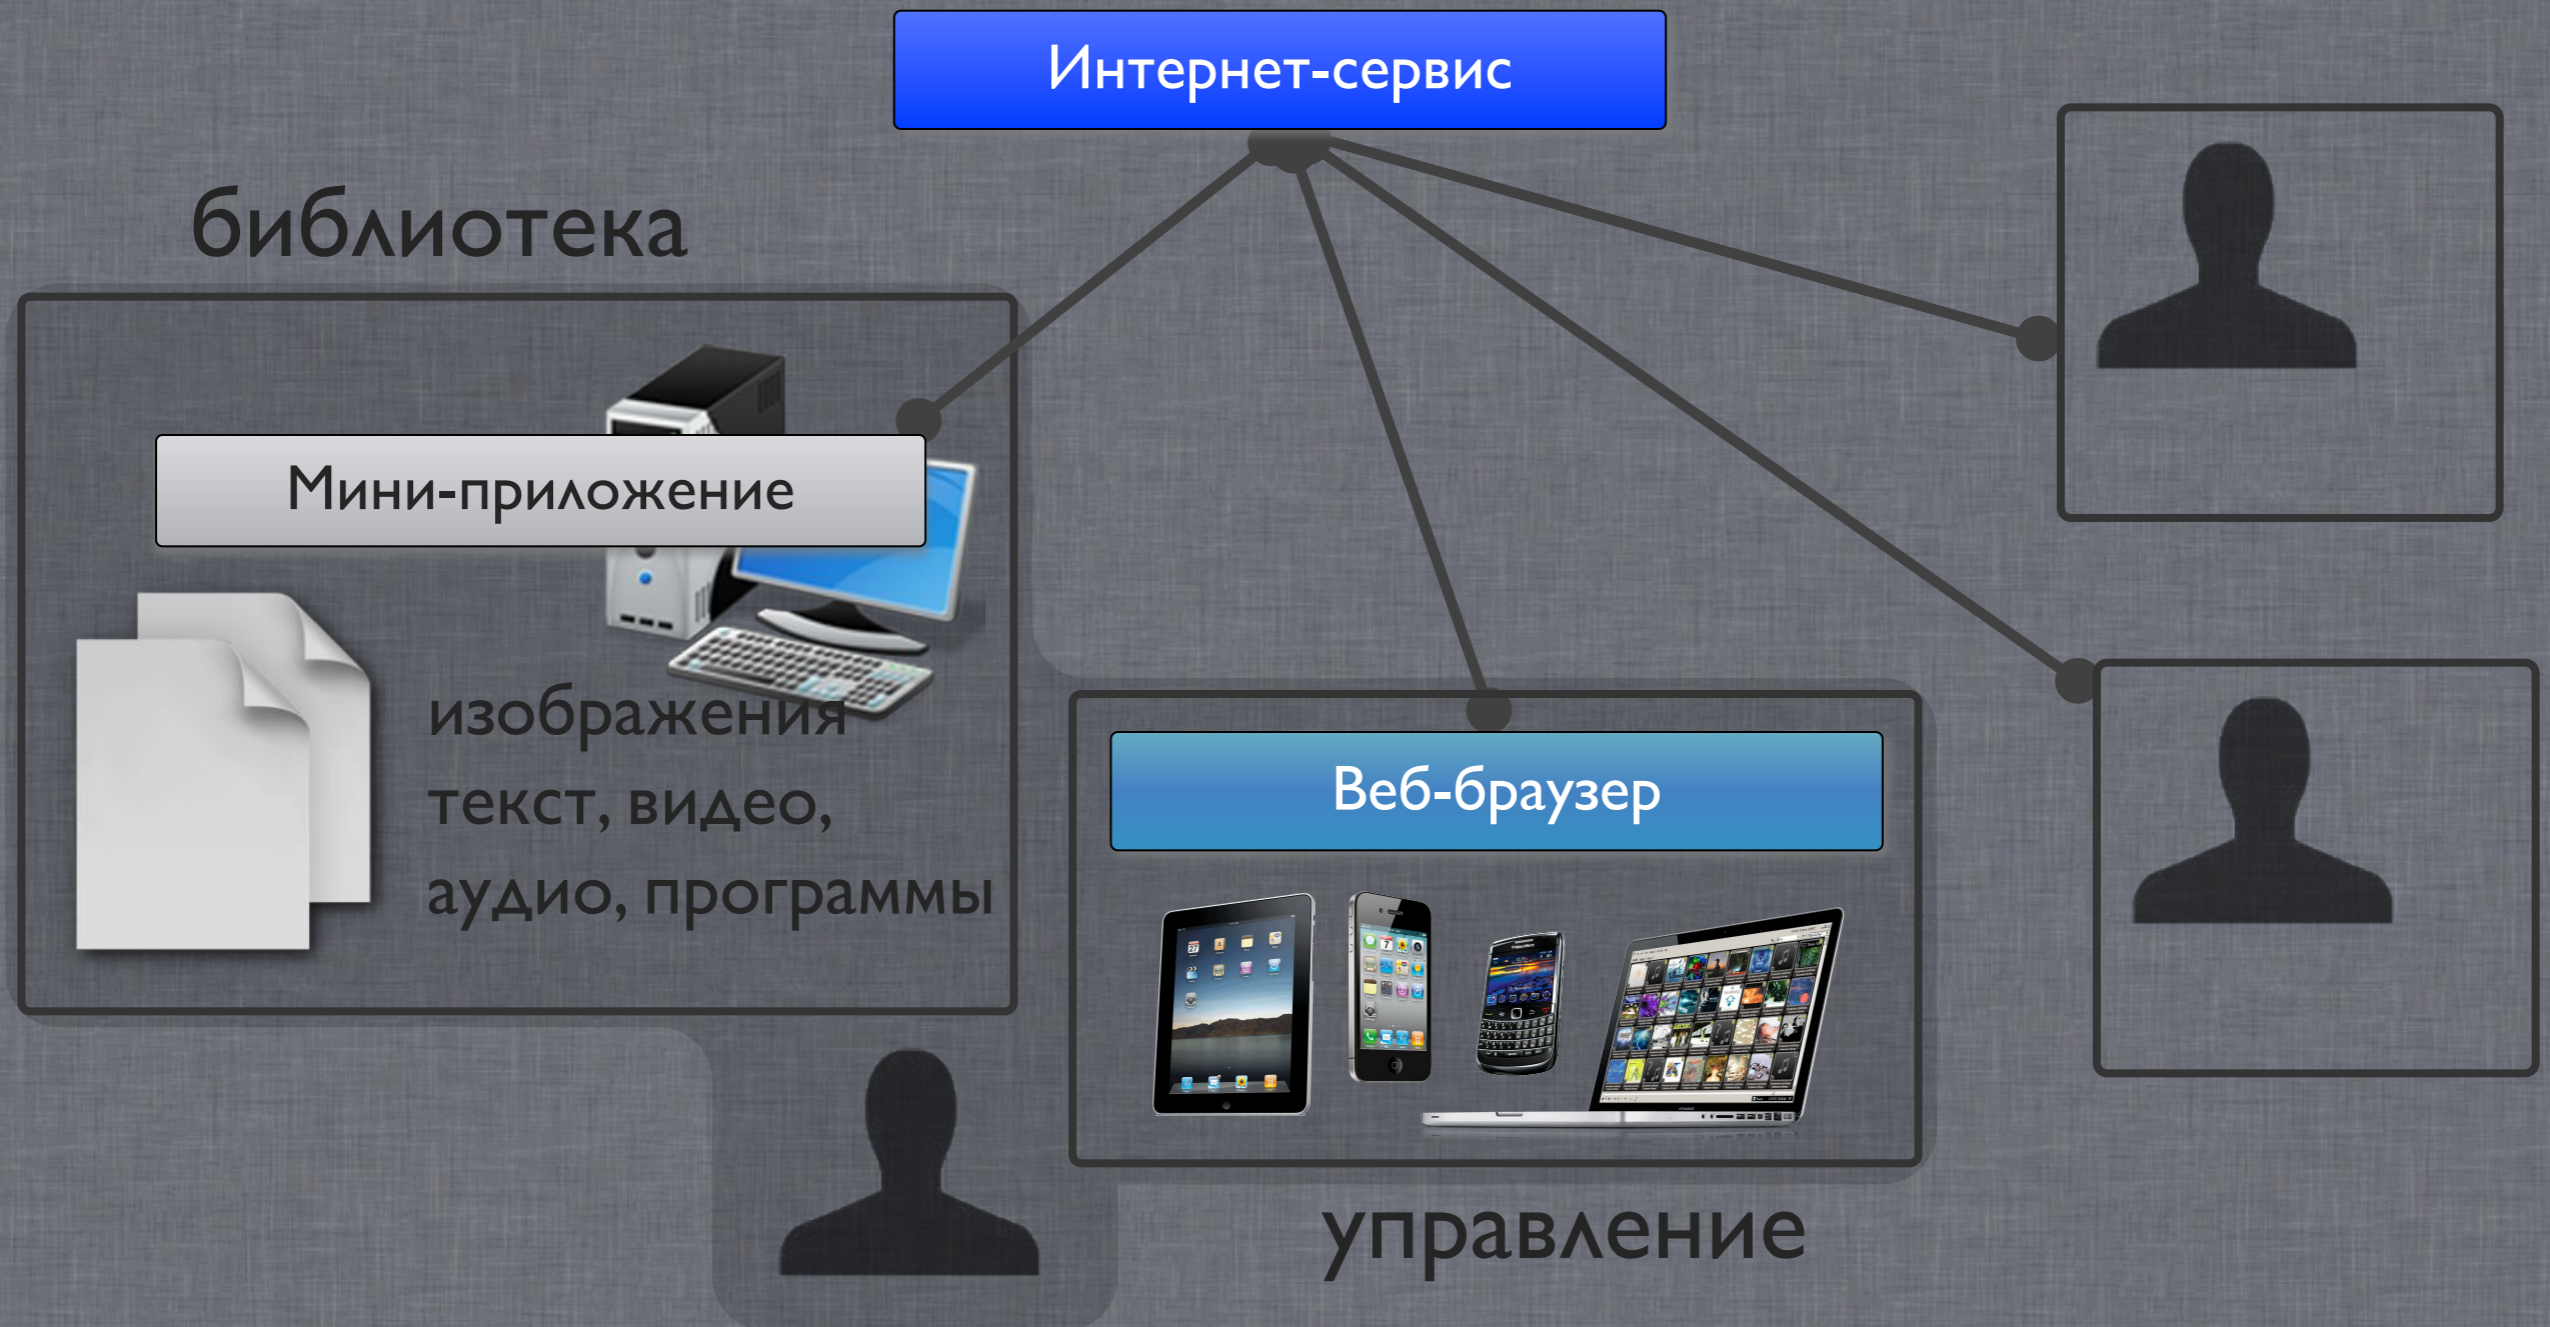 Интернет-сервис
библиотека
Мини-приложение
изображения
текст, видео,
аудио, программы
Веб-браузер
управление